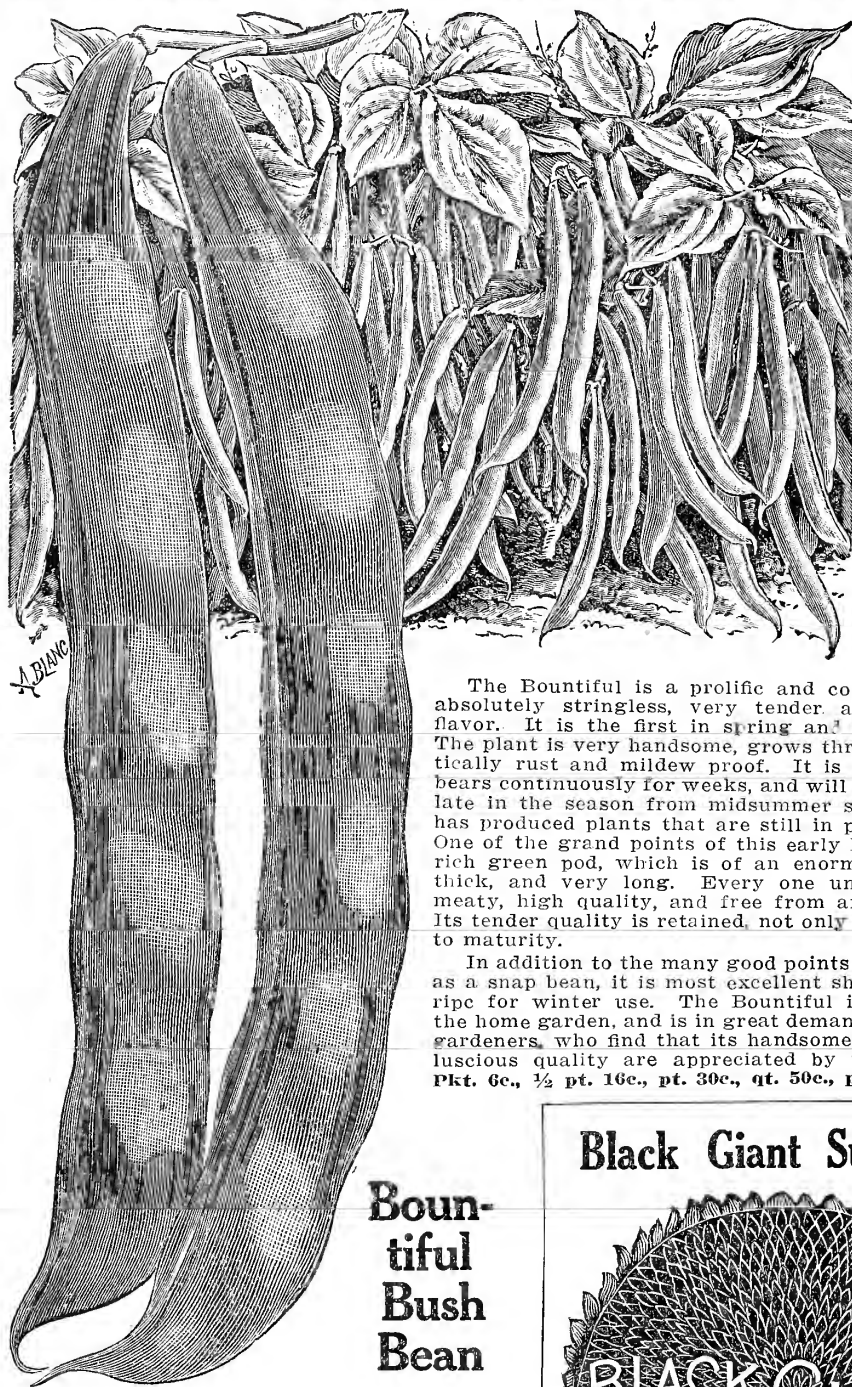 A. BLANC
The Bountiful is a prolific and co
absolutely stringless, very tender a
flavor. It is the first in spring an
The plant is very handsome, grows thr
tically rust and mildew proof. It is
bears continuously for weeks, and will
late in the season from midsummer s
has produced plants that are still in p
One of the grand points of this early
rich green pod, which is of an enorm
thick, and very long. Every one un
meaty, high quality, and free from a
Its tender quality is retained, not only
to maturity.
In addition to the many good points
as a snap bean, it is most excellent sh
ripe for winter use. The Bountiful i
the home garden, and is in great deman
gardeners, who find that its handsome
luscious quality are appreciated by
Pkt. 6c., ½ pt. 16c., pt. 30c., qt. 50c., p
Black Giant Su
Boun-
tiful
Bush
Bean
BLACK G